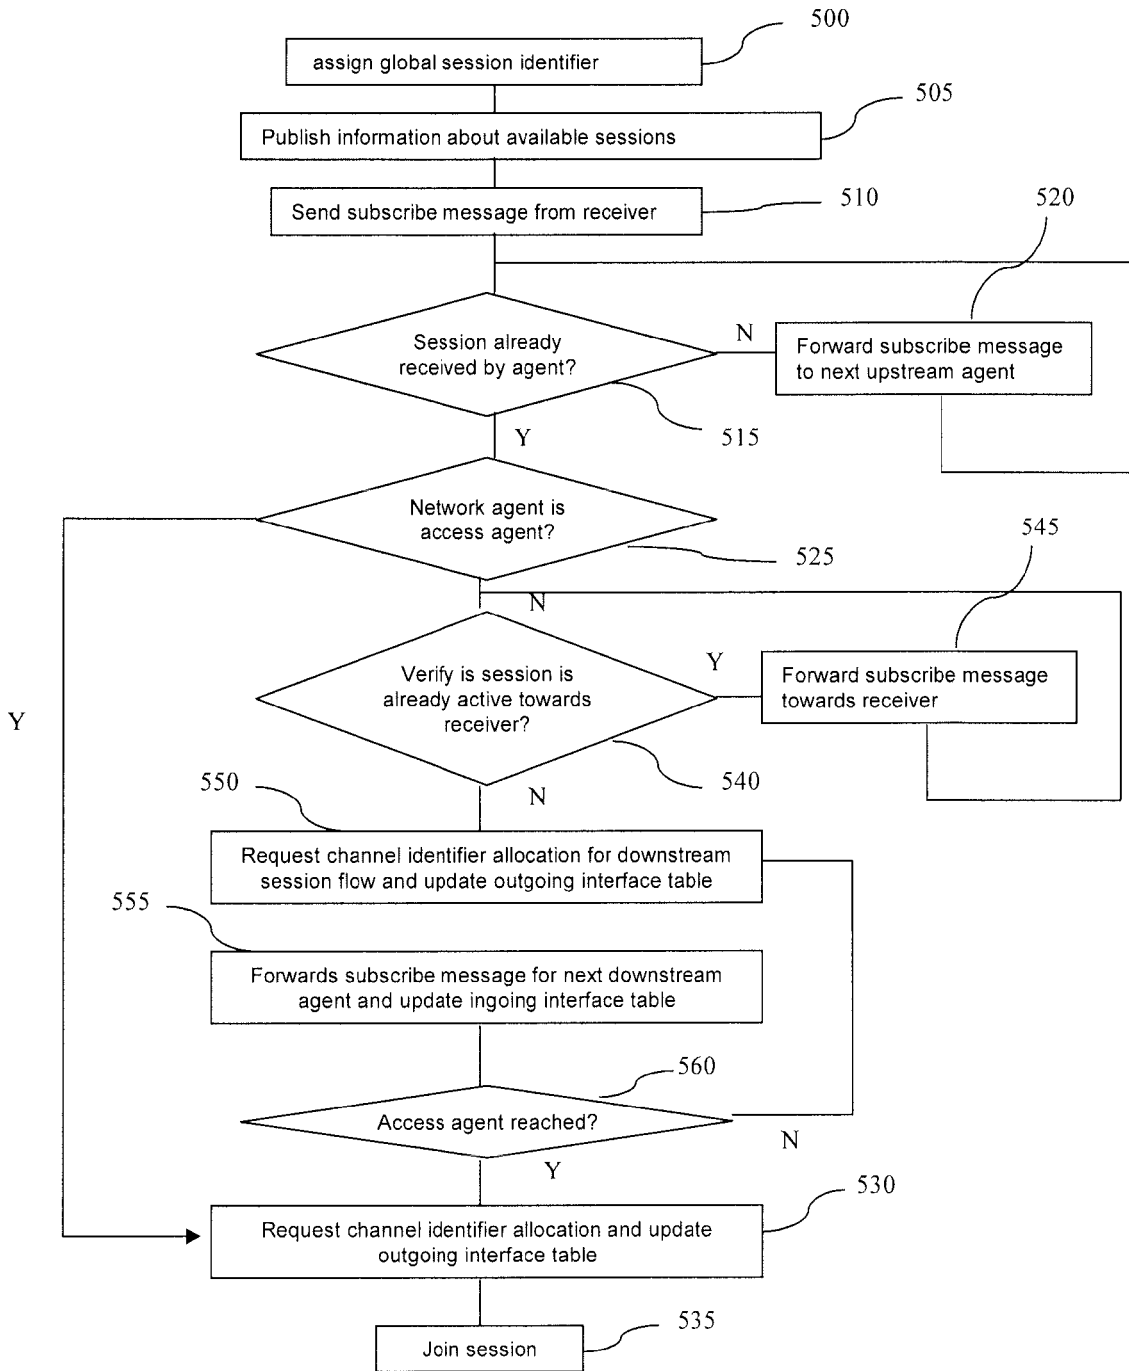 500
assign global session identifier
505
Publish information about available sessions
510
Send subscribe message from receiver
520
Session already
received by agent?
N
Forward subscribe message
to next upstream agent
515
Y
Network agent is
access agent?
525
545
N
Verify is session is
already active towards
receiver?
Y
Forward subscribe message
towards receiver
Y
540
550
N
Request channel identifier allocation for downstream
session flow and update outgoing interface table
555
Forwards subscribe message for next downstream
agent and update ingoing interface table
560
Access agent reached?
N
Y
530
Request channel identifier allocation and update
outgoing interface table
535
Join session